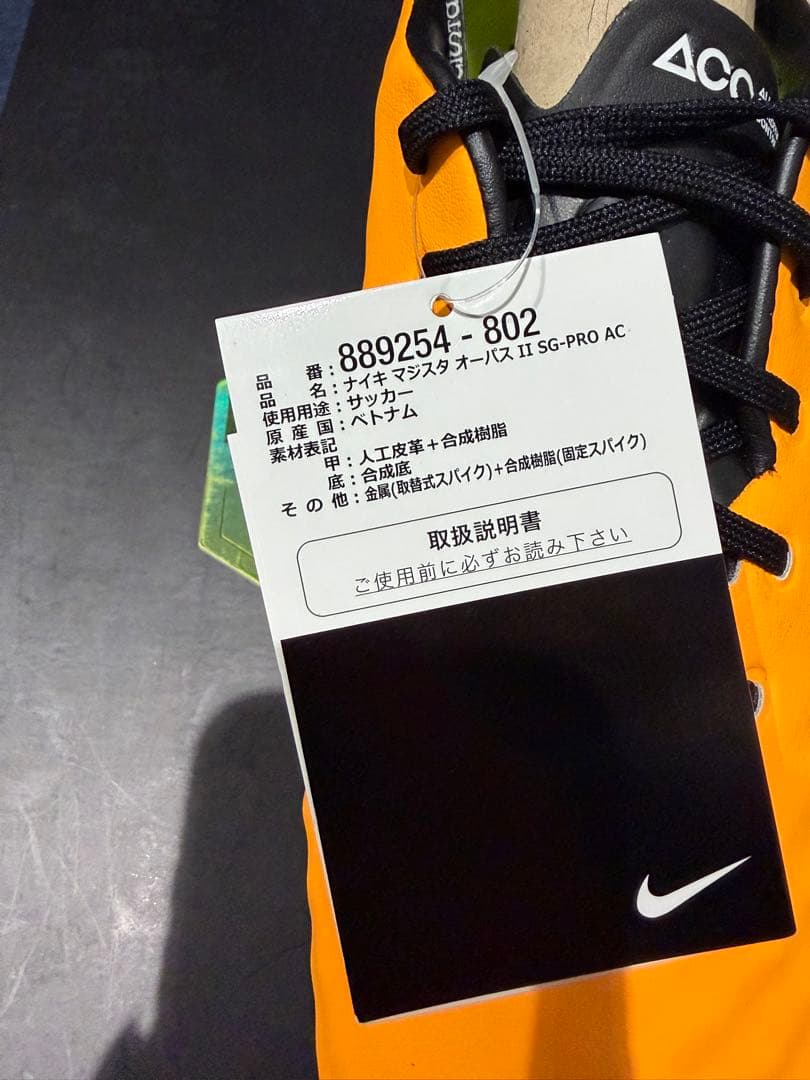 ACC
品番:889254-802
品名:ナイキ マジスタ オーパス II SG-PRO AC
使用用途:サッカー
原産国:ベトナム
素材表記
甲:人工皮革+合成樹脂
底:合成底
その他:金属(取替式スパイク)+合成樹脂(固定スパイク)
取扱説明書
ご使用前に必ずお読み下さい